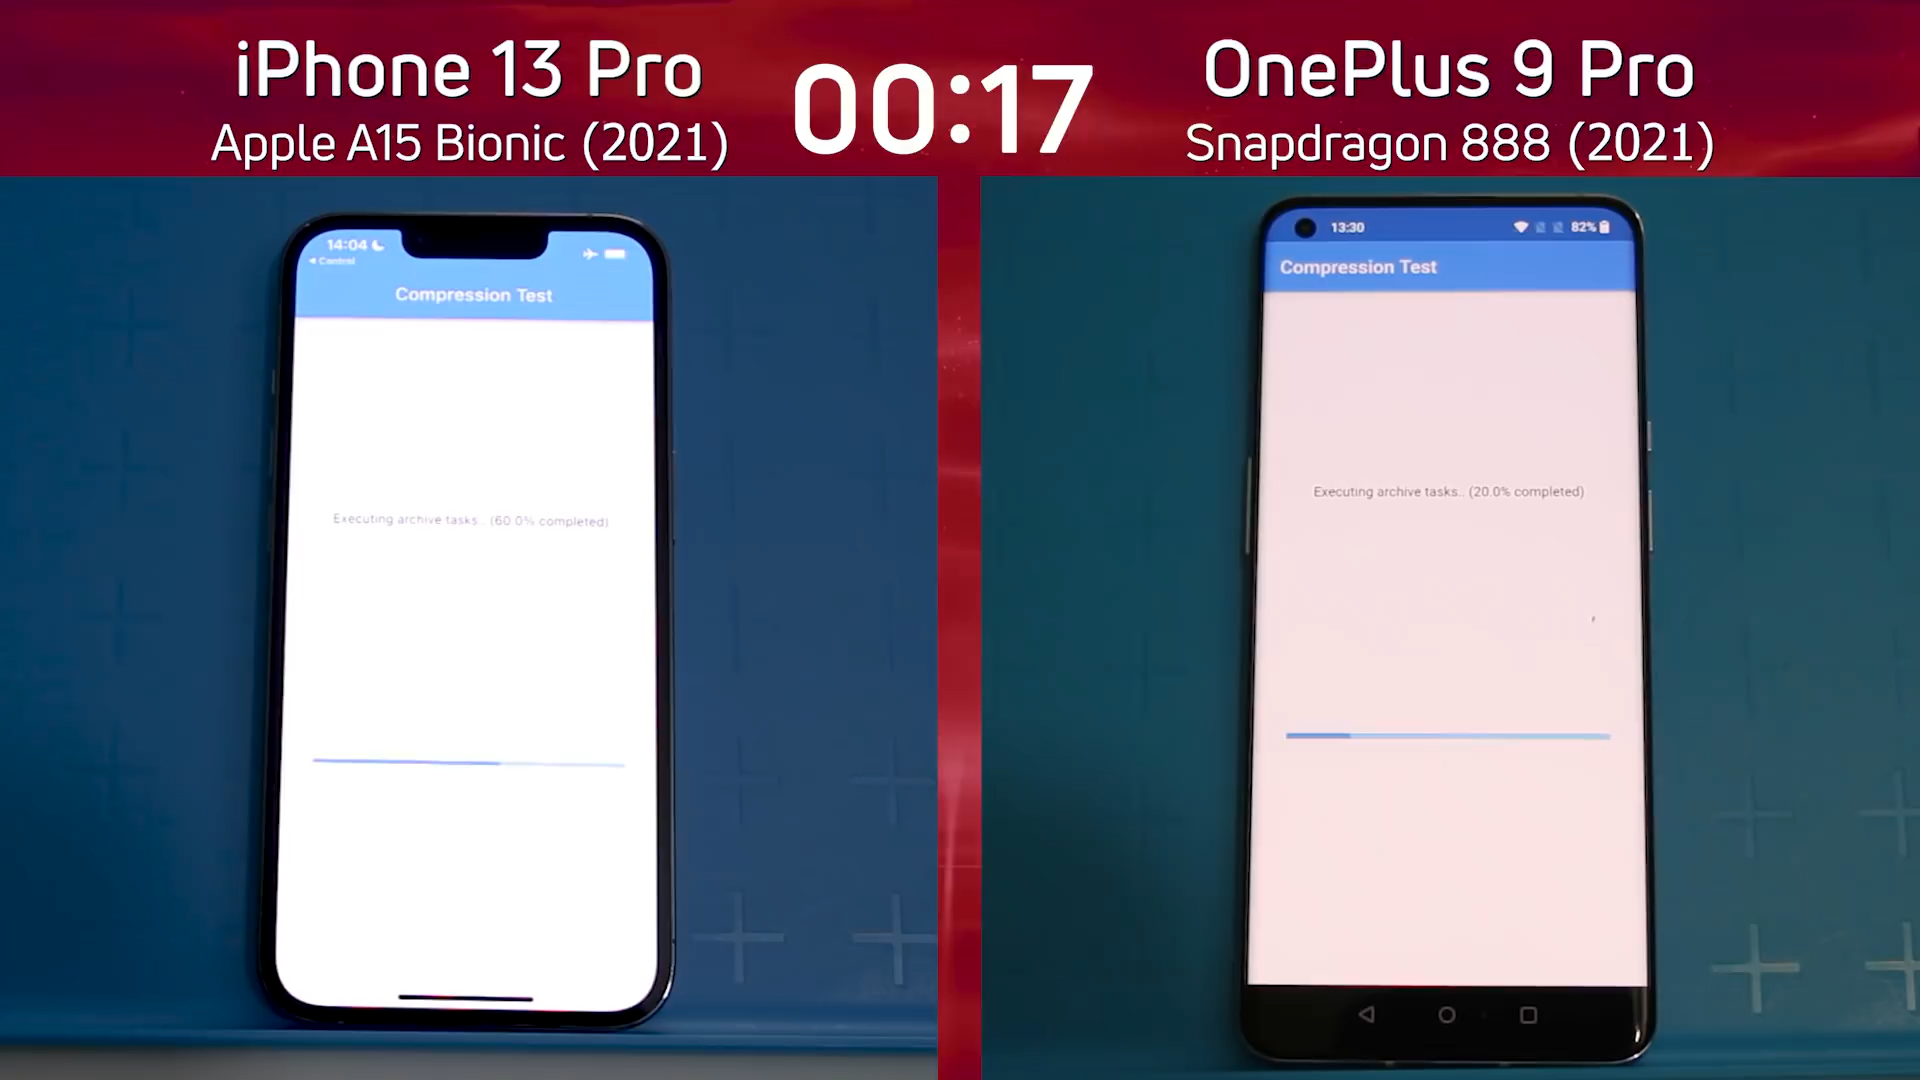 iPhone 13 Pro
Apple A15 Bionic (2021)
00:17
OnePlus 9 Pro
Snapdragon 888 (2021)
14:04
Control
Compression Test
Executing archive tasks.. (60.0% completed)
13:30
82%
Compression Test
Executing archive tasks.. (20.0% completed)